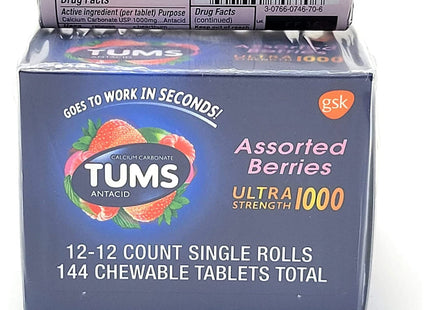 Drug Facts
Active ingredient (per tablet) Purpose
Calcium Carbonate USP 1000mg...Antacid
Drug Facts
(continued)
3-0766-0746-70-6
GOES TO WORK IN SECONDS!
gsk
CALCIUM CARBONATE
TUMS
ANTACID
Assorted
Berries
ULTRA
STRENGTH 1000
12-12 COUNT SINGLE ROLLS
144 CHEWABLE TABLETS TOTAL